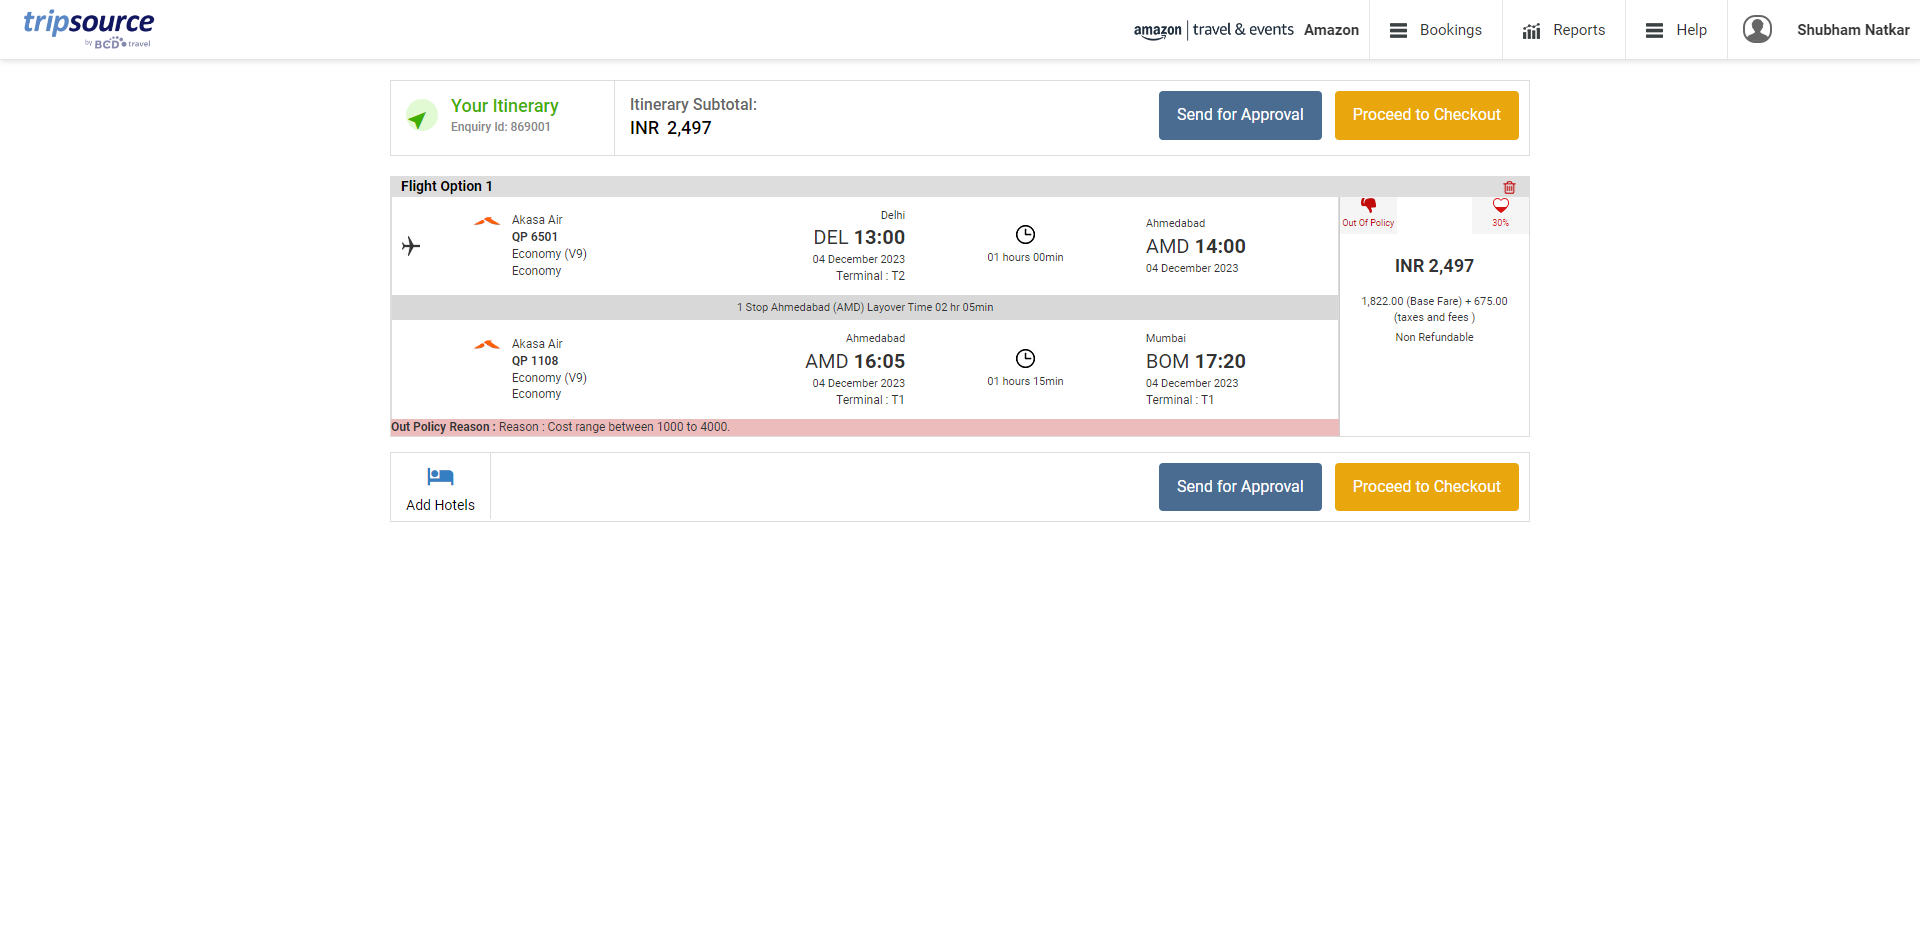 tripsource
by BCD travel
amazon travel & events Amazon
Bookings
Reports
Help
Shubham Natkar
Your Itinerary
Enquiry Id: 869001
Itinerary Subtotal:
INR 2,497
Send for Approval
Proceed to Checkout
Flight Option 1
Akasa Air
QP 6501
Economy (V9)
Economy
Delhi
DEL 13:00
04 December 2023
Terminal : T2
01 hours 00min
Ahmedabad
AMD 14:00
04 December 2023
1 Stop Ahmedabad (AMD) Layover Time 02 hr 05min
Akasa Air
QP 1108
Economy (V9)
Economy
Ahmedabad
AMD 16:05
04 December 2023
Terminal : T1
01 hours 15min
Mumbai
BOM 17:20
04 December 2023
Terminal : T1
Out Policy Reason : Reason : Cost range between 1000 to 4000.
Out Of Policy
30%
INR 2,497
1,822.00 (Base Fare) + 675.00
(taxes and fees )
Non Refundable
Add Hotels
Send for Approval
Proceed to Checkout